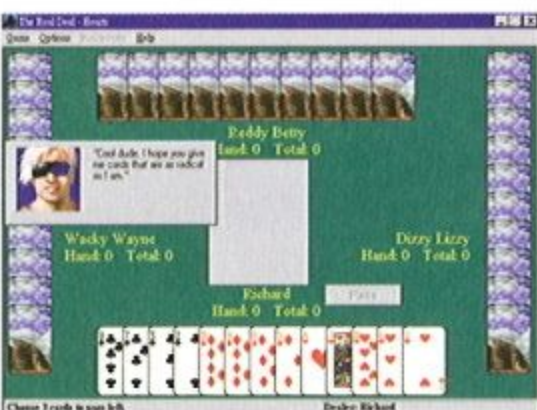 The Real Deal - Hearts
Game Options Help
Reddy Betty
Hand: 0 Total: 0
"Cool dude, I hope you give
me cards that are as radical
as I am."
Wacky Wayne
Hand: 0 Total: 0
Dizzy Lizzy
Hand: 0 Total: 0
Richard
Hand: 0 Total: 0
Pass
Choose 3 cards to pass left.
Dealer: Richard